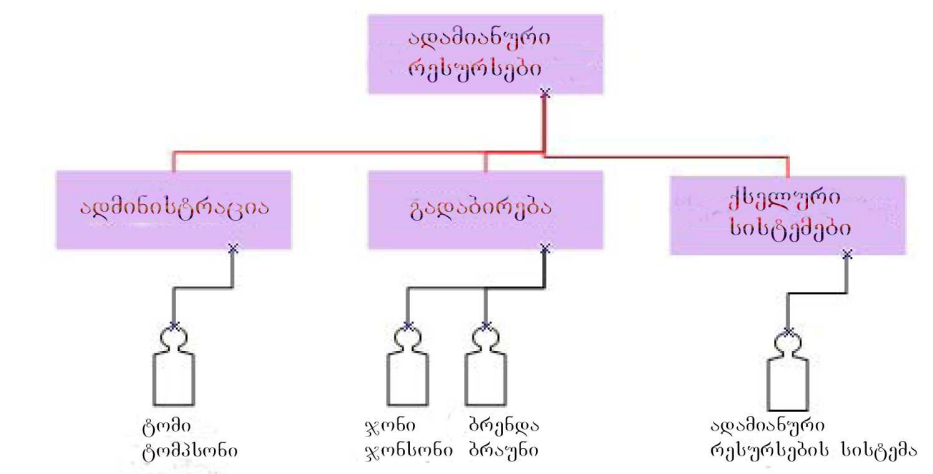 ადამიანური
რესურსები
ადმინისტრაცია
გადაბირება
ქსელური
სისტემები
ტომი
ტომპსონი
ჯონი
ჯონსონი
ბრენდა
ბრაუნი
ადამიანური
რესურსების სისტემა